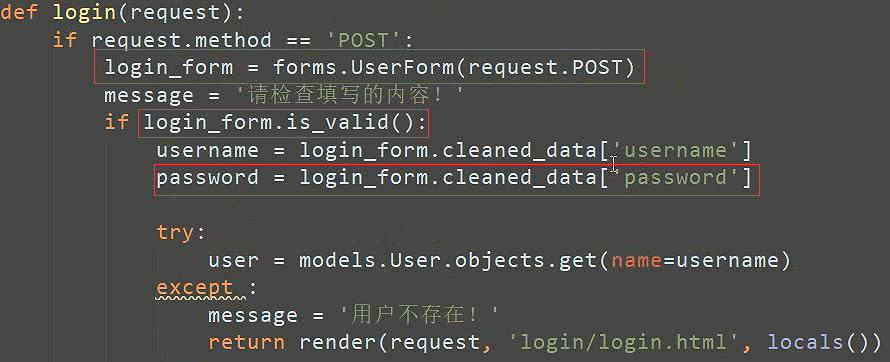 def login(request):
    if request.method == 'POST':
        login_form = forms.UserForm(request.POST)
        message = '请检查填写的内容！'
        if login_form.is_valid():
            username = login_form.cleaned_data['username']
            password = login_form.cleaned_data['password']
            try:
                user = models.User.objects.get(name=username)
            except :
                message = '用户不存在！'
                return render(request, 'login/login.html', locals())